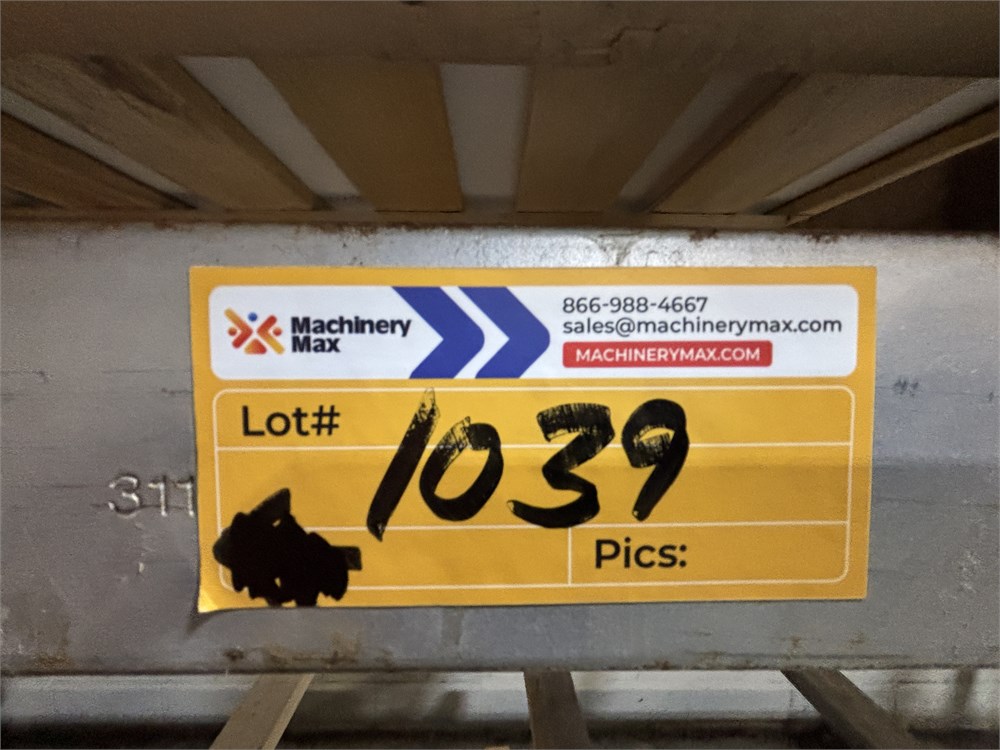 Machinery
Max
866-988-4667
sales@machinerymax.com
MACHINERYMAX.COM
Lot# 1039
311
Pics: